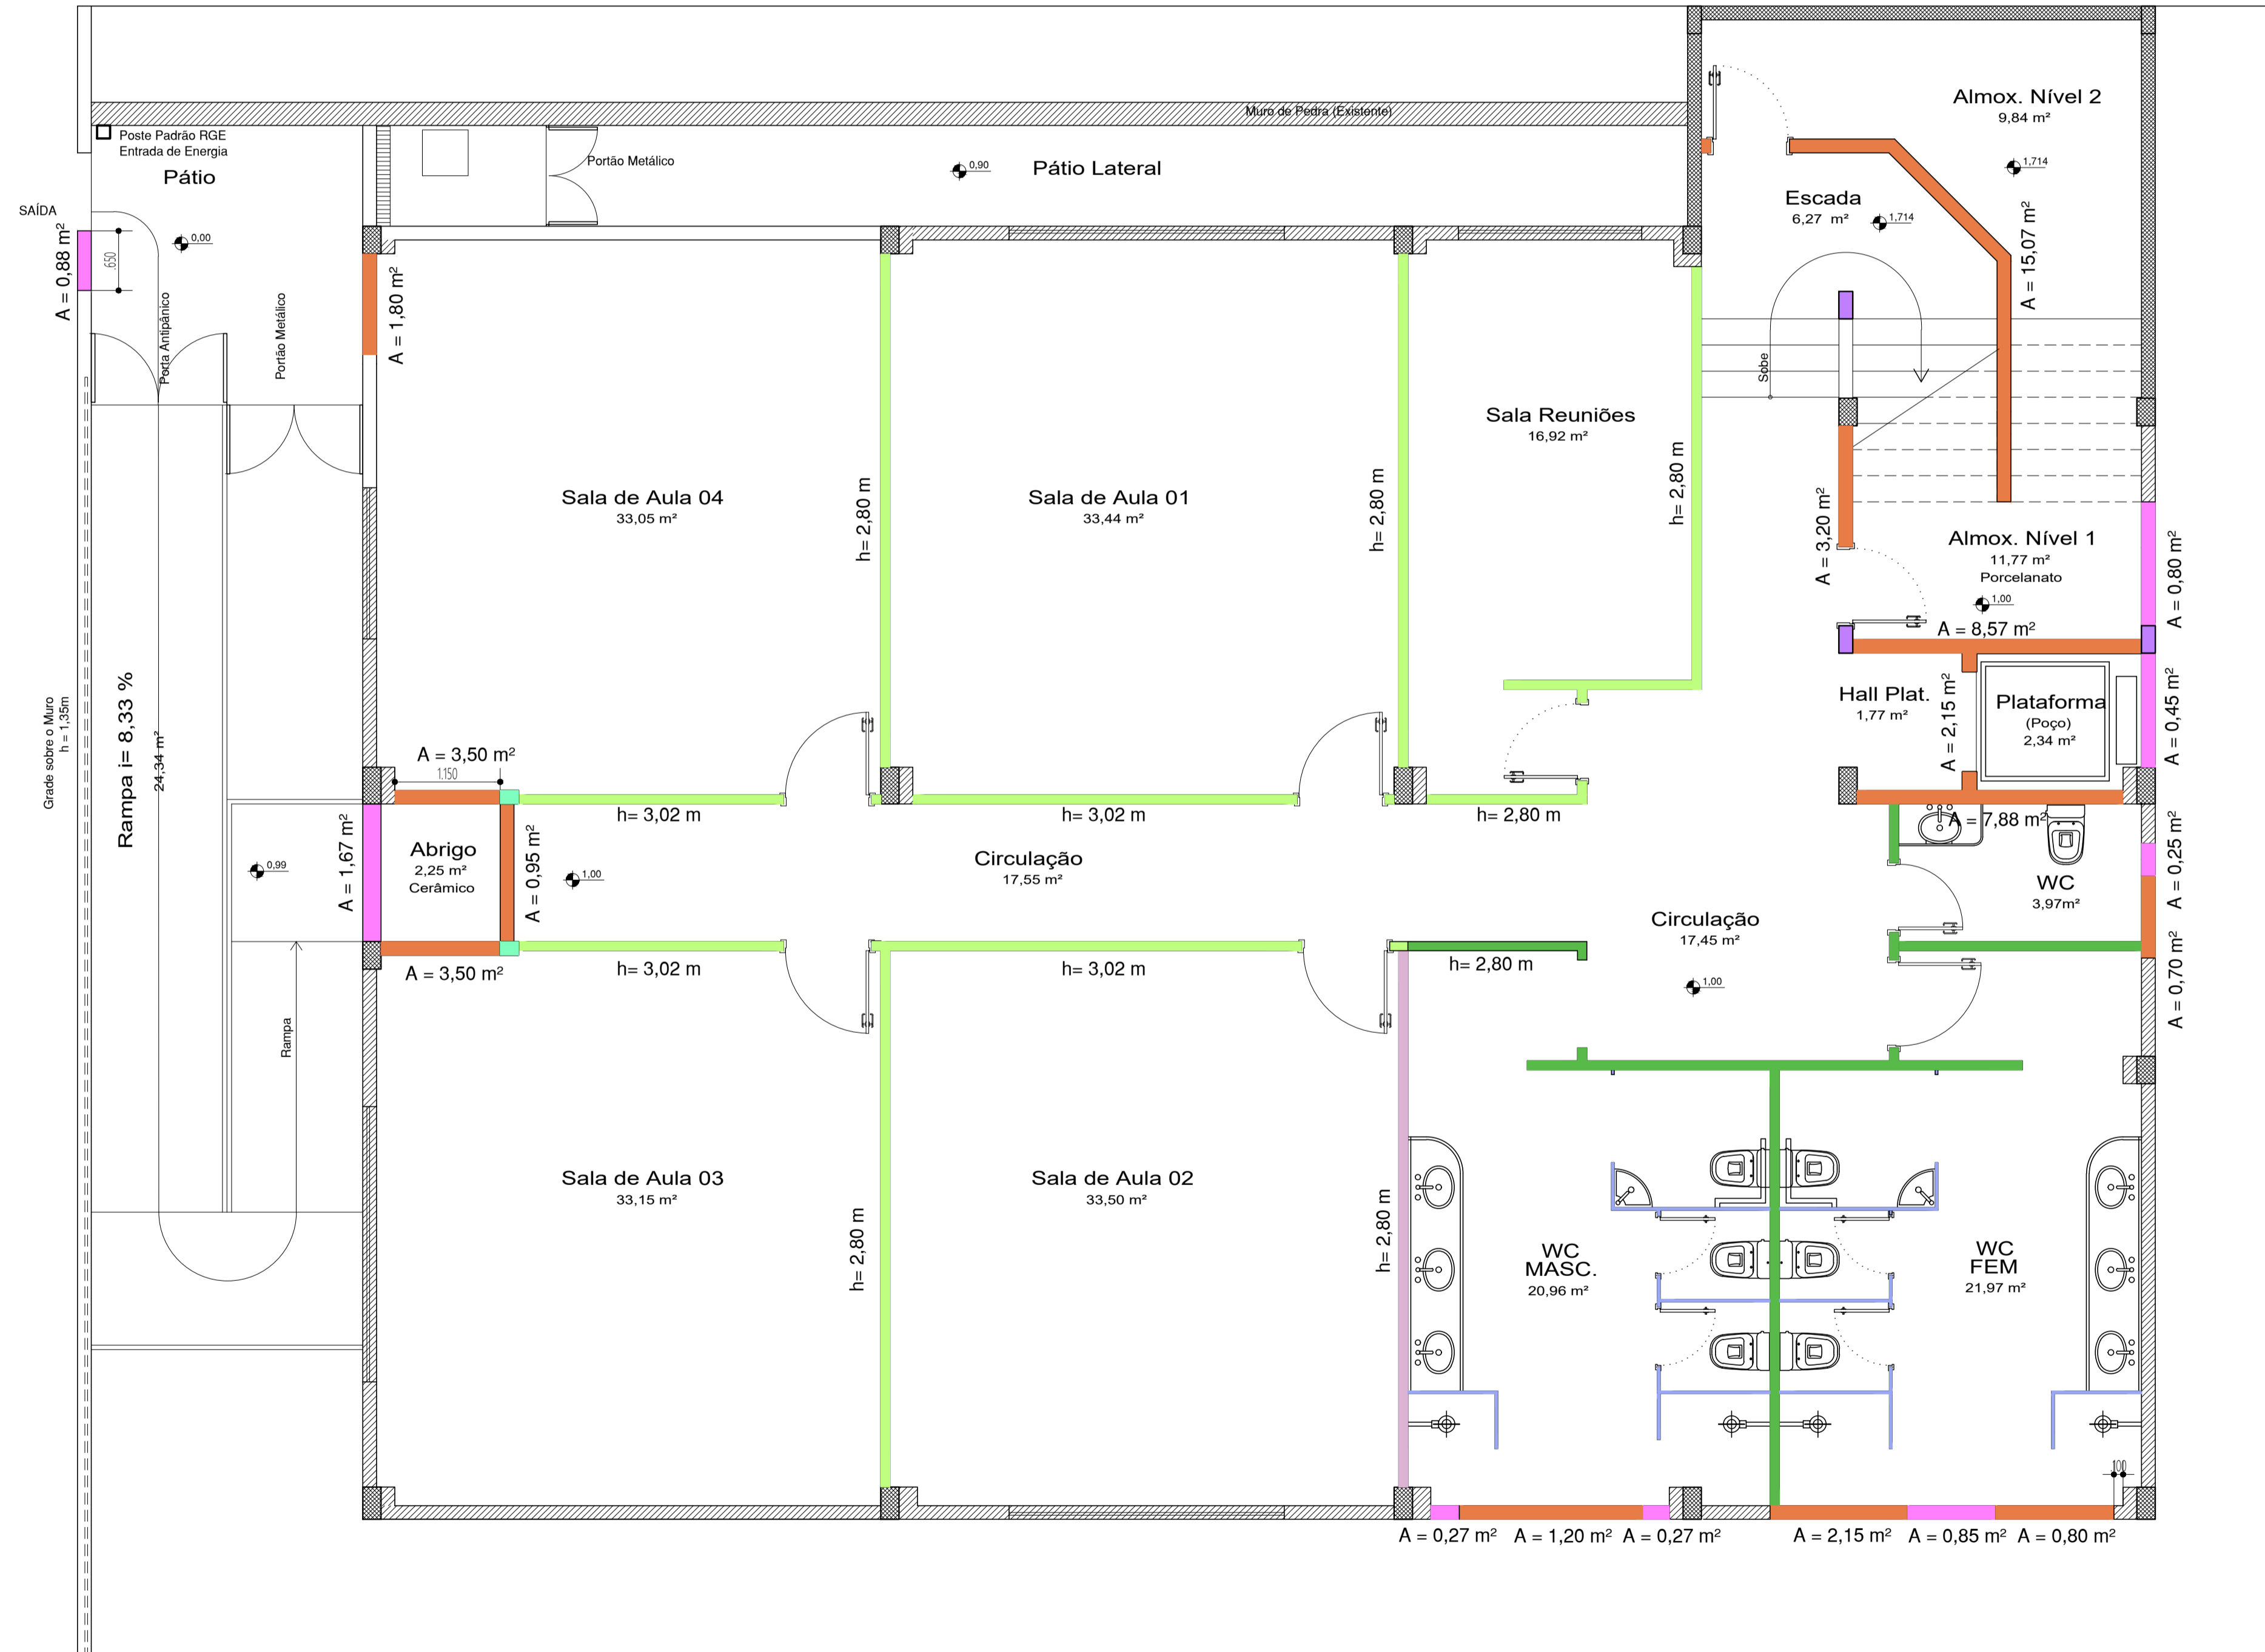 Muro de Pedra (Existente)
Almox. Nível 2
9,84 m²
1,714
Poste Padrão RGE
Entrada de Energia
Pátio
Portão Metálico
0,90
Pátio Lateral
Escada
6,27 m²
1,714
A = 15,07 m²
SAÍDA
0,00
.650
A = 0,88 m²
Porta Antipânico
Portão Metálico
A = 1,80 m²
Sobe
Sala Reuniões
16,92 m²
h= 2,80 m
Sala de Aula 04
33,05 m²
h= 2,80 m
Sala de Aula 01
33,44 m²
h= 2,80 m
A = 3,20 m²
Almox. Nível 1
11,77 m²
Porcelanato
1,00
A = 0,80 m²
A = 8,57 m²
Hall Plat.
1,77 m²
A = 2,15 m²
Plataforma
(Poço)
2,34 m²
A = 0,45 m²
Grade sobre o Muro
h = 1,35m
Rampa i= 8,33 %
24,34 m²
A = 3,50 m²
1.150
h= 3,02 m
h= 3,02 m
h= 2,80 m
A = 7,88 m²
A = 1,67 m²
Abrigo
2,25 m²
Cerâmico
A = 0,95 m²
0,99
1,00
Circulação
17,55 m²
WC
3,97m²
A = 0,25 m²
Circulação
17,45 m²
1,00
A = 0,70 m²
A = 3,50 m²
h= 3,02 m
h= 3,02 m
h= 2,80 m
Rampa
Sala de Aula 03
33,15 m²
h= 2,80 m
Sala de Aula 02
33,50 m²
h= 2,80 m
WC
MASC.
20,96 m²
WC
FEM
21,97 m²
.100
A = 0,27 m²
A = 1,20 m²
A = 0,27 m²
A = 2,15 m²
A = 0,85 m²
A = 0,80 m²